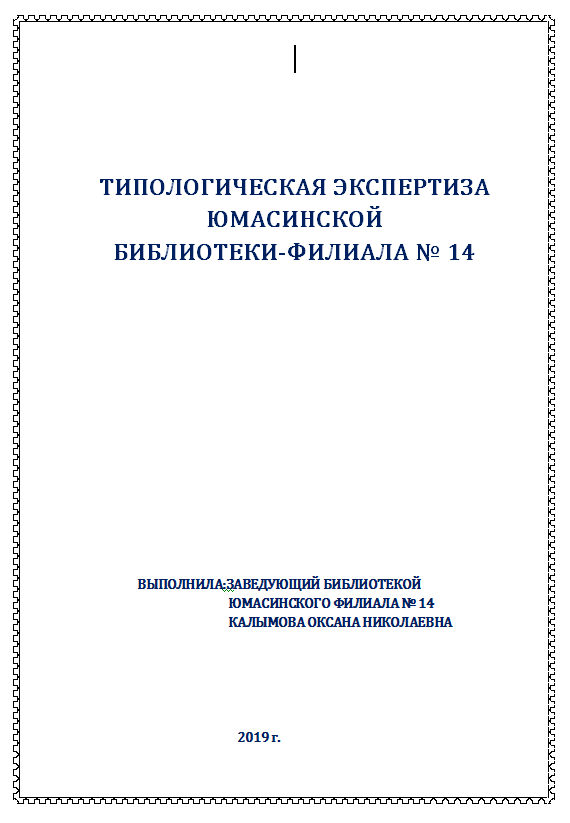 ТИПОЛОГИЧЕСКАЯ ЭКСПЕРТИЗА
ЮМАСИНСКОЙ
БИБЛИОТЕКИ-ФИЛИАЛА № 14
ВЫПОЛНИЛА:ЗАВЕДУЮЩИЙ БИБЛИОТЕКОЙ
ЮМАСИНСКОГО ФИЛИАЛА № 14
КАЛЫМОВА ОКСАНА НИКОЛАЕВНА
2019 г.